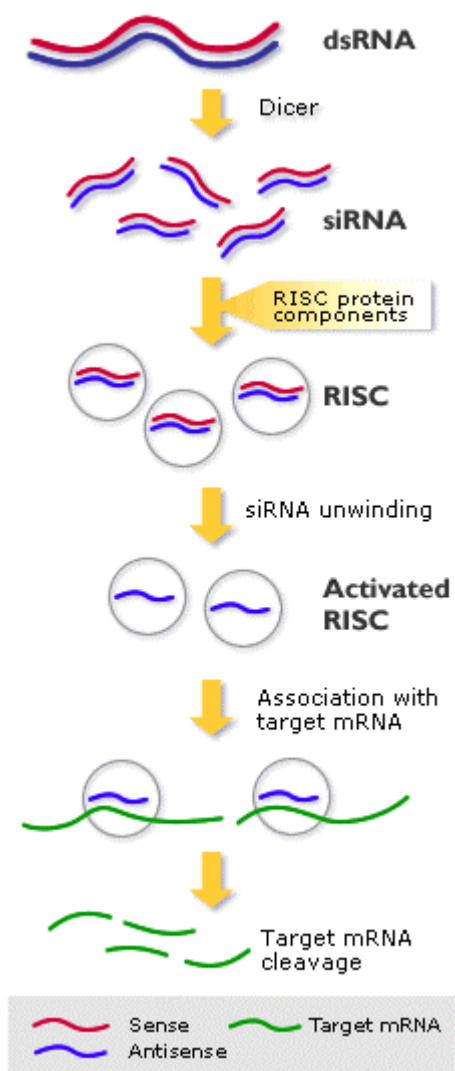 dsRNA
Dicer
siRNA
RISC protein
components
RISC
siRNA unwinding
Activated
RISC
Association with
target mRNA
Target mRNA
cleavage
Sense
Target mRNA
Antisense